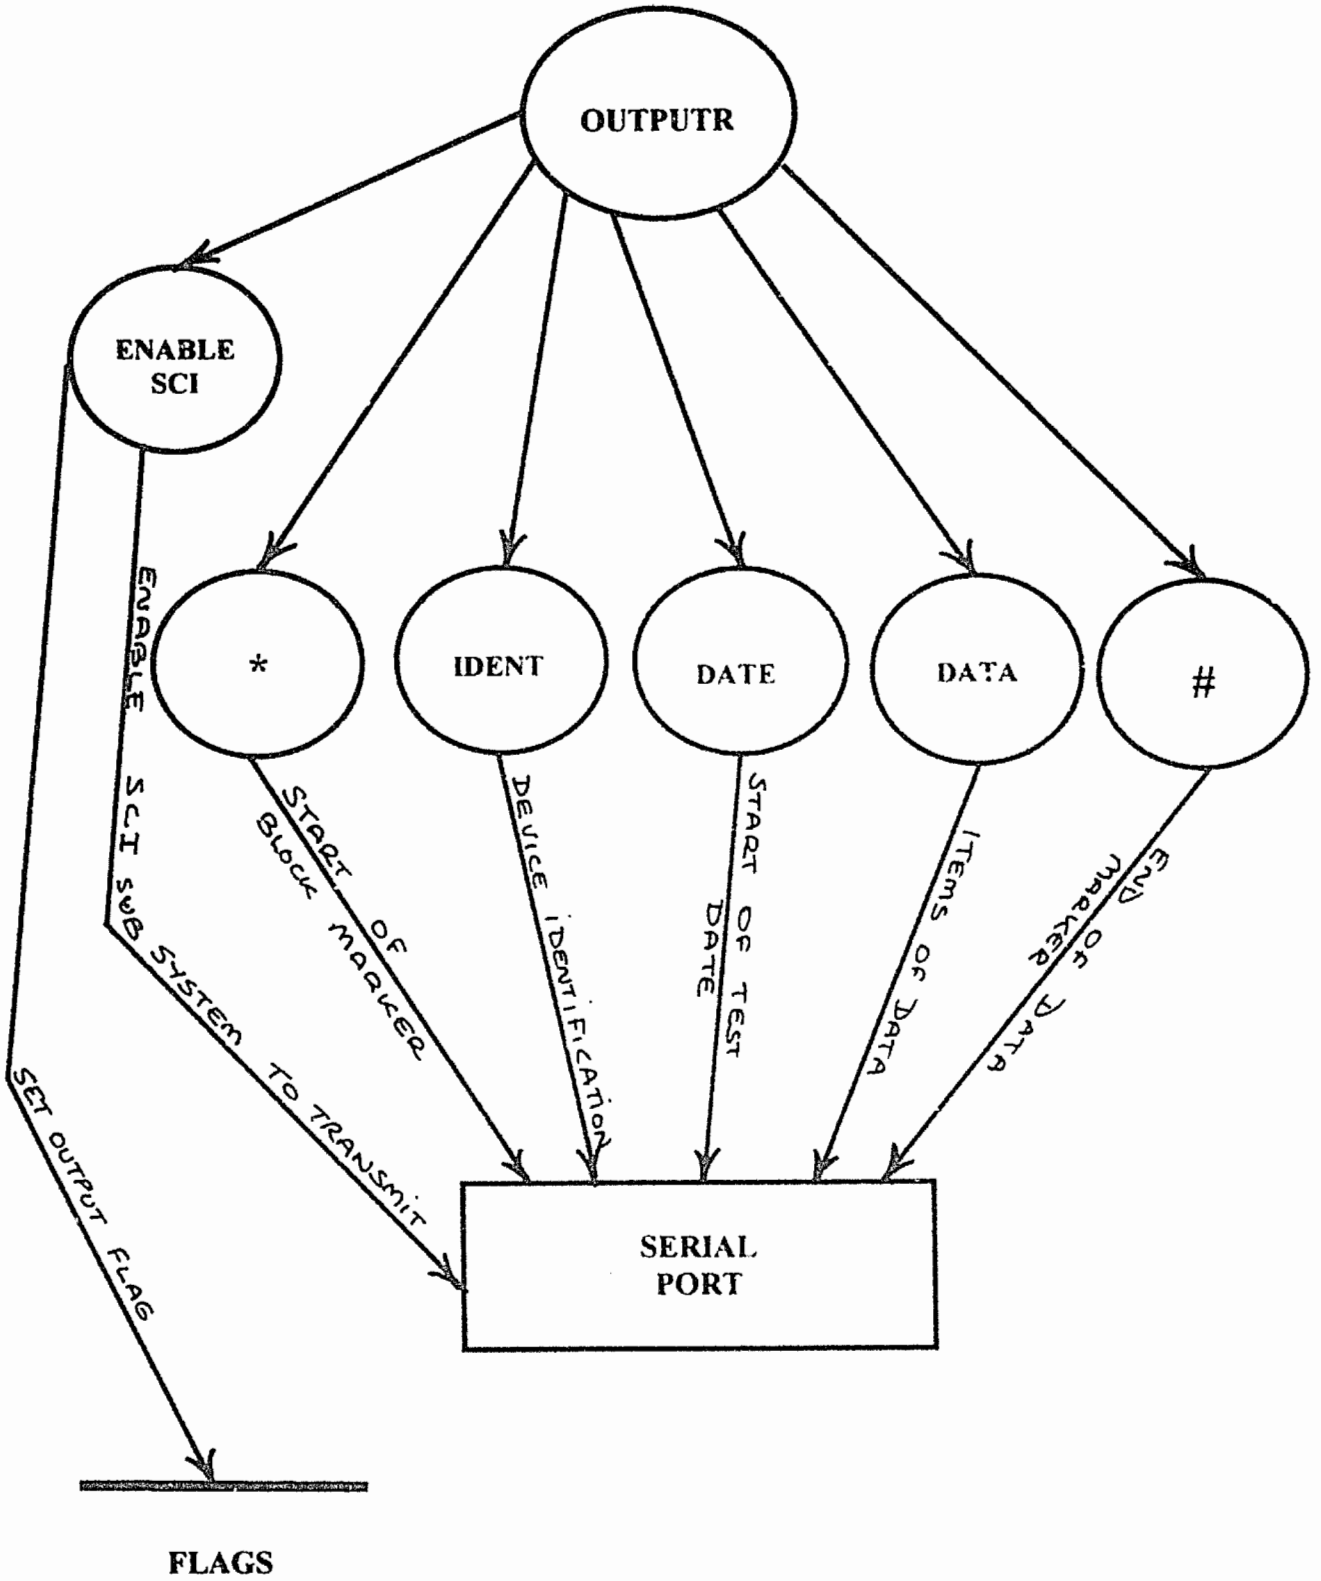 OUTPUTR
ENABLE
SCI
*
IDENT
DATE
DATA
#
ENABLE SCI SUB SYSTEM TO TRANSMIT
START OF
BLOCK MARKER
DEVICE IDENTIFICATION
START OF TEST
DATE
ITEMS OF DATA
END OF DATA
MARKER
SET OUTPUT FLAG
SERIAL
PORT
FLAGS